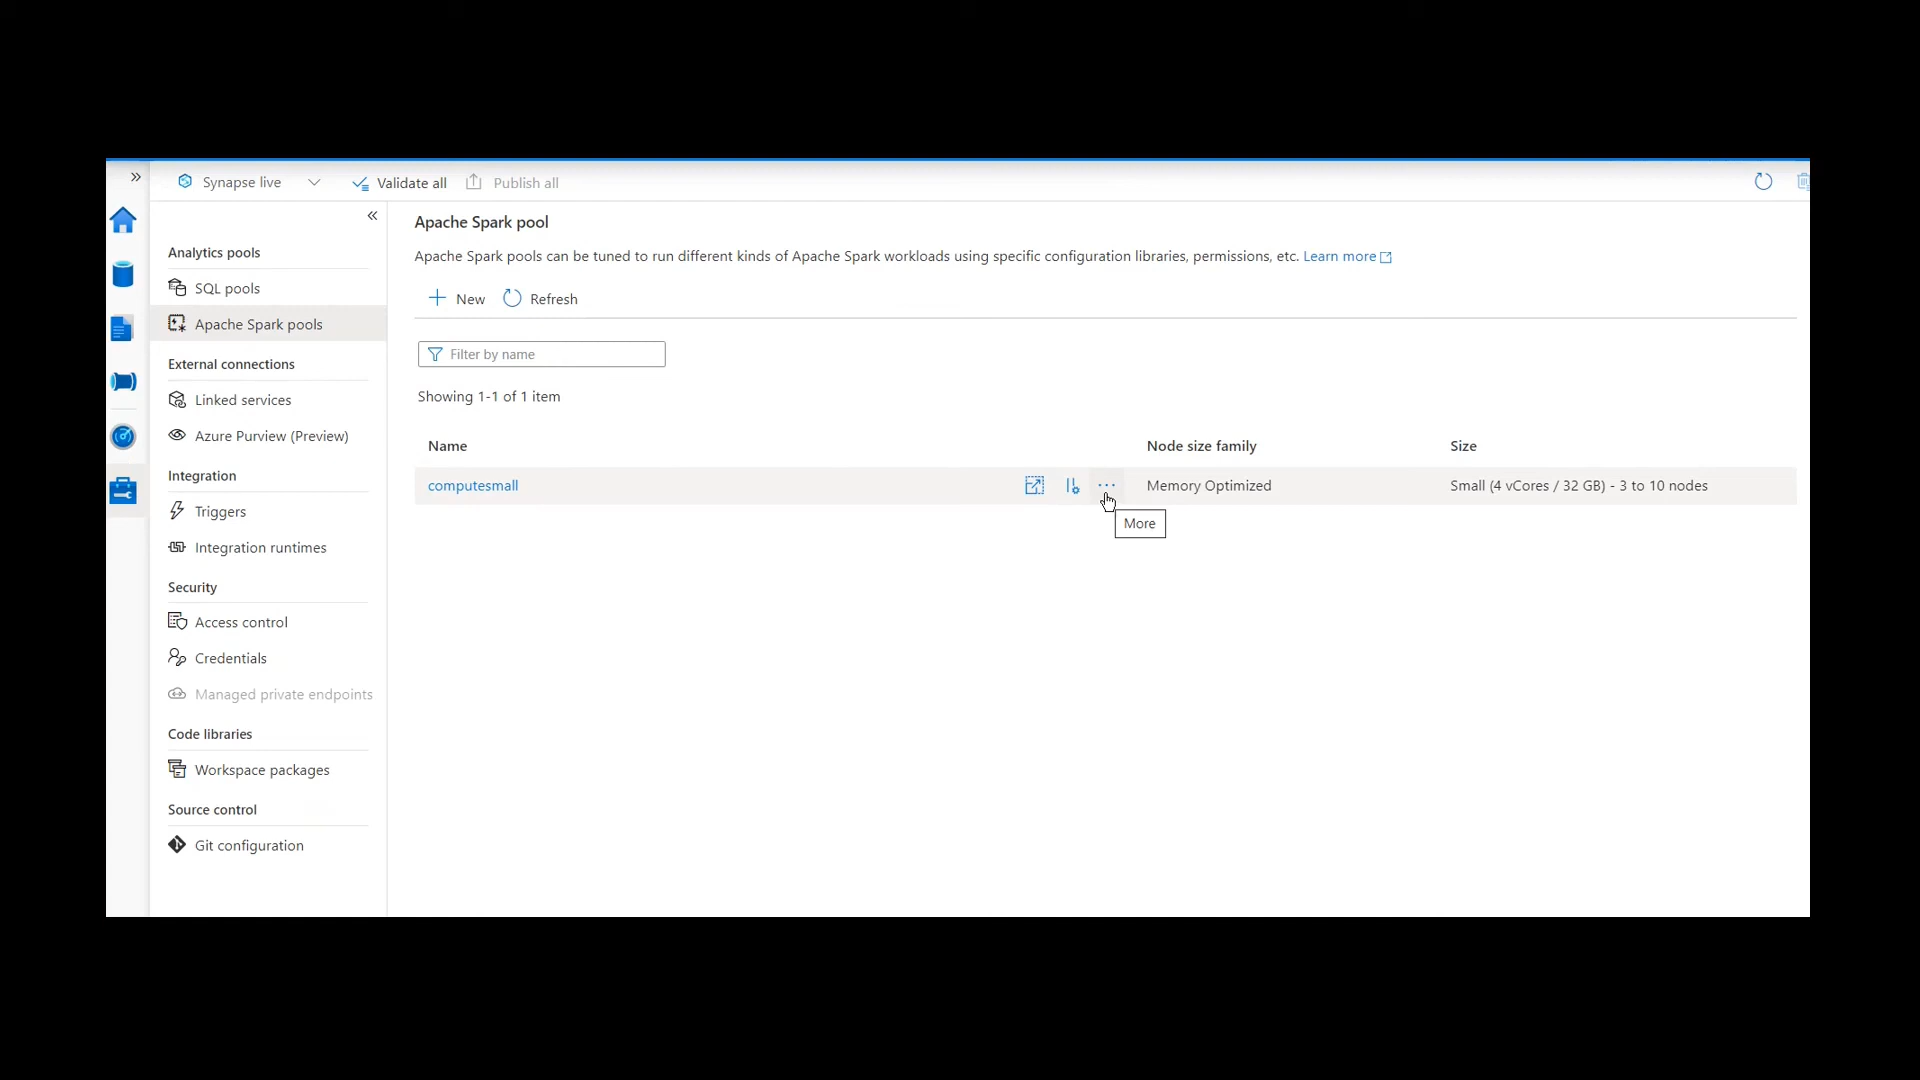 Synapse live
Validate all
Publish all
Analytics pools
SQL pools
Apache Spark pools
External connections
Linked services
Azure Purview (Preview)
Integration
Triggers
Integration runtimes
Security
Access control
Credentials
Managed private endpoints
Code libraries
Workspace packages
Source control
Git configuration
Apache Spark pool
Apache Spark pools can be tuned to run different kinds of Apache Spark workloads using specific configuration libraries, permissions, etc. Learn more
New
Refresh
Filter by name
Showing 1-1 of 1 item
Name
Node size family
Size
computesmall
Memory Optimized
Small (4 vCores / 32 GB) - 3 to 10 nodes
More